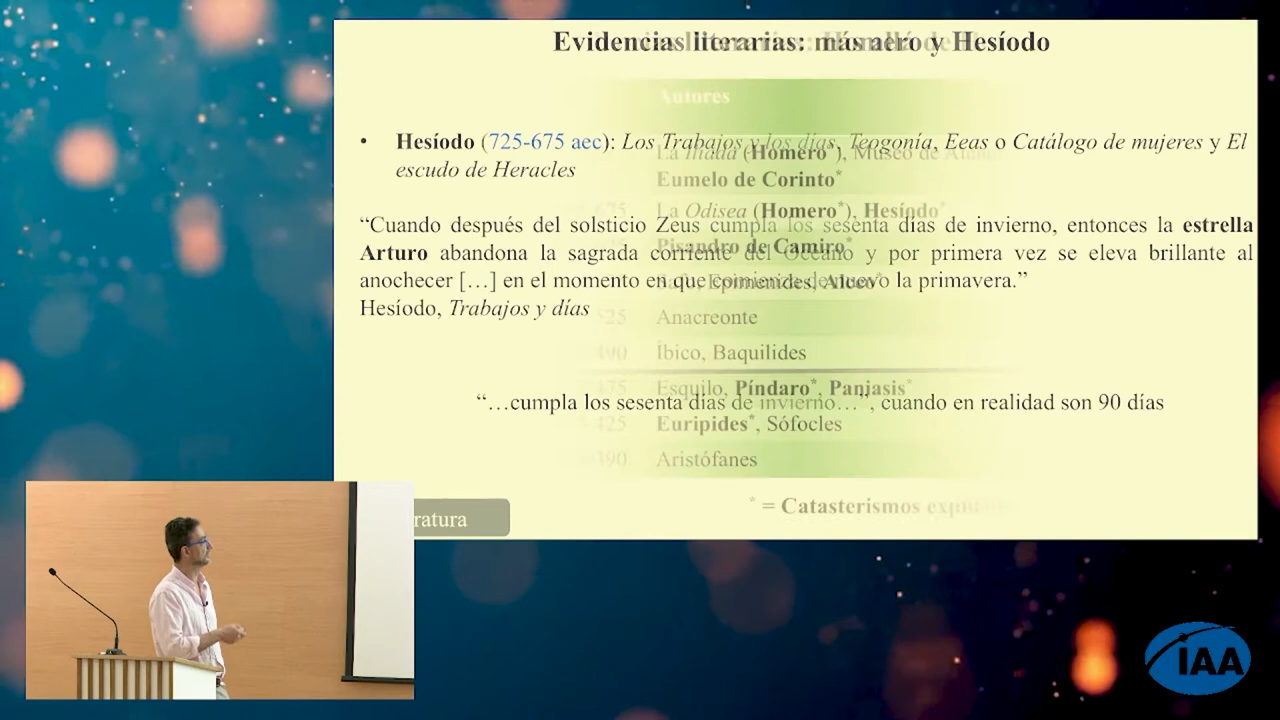 Evidencias literarias: Homero y Hesíodo
Autores
• Hesíodo (725-675 aec): Los Trabajos y los días, Teogonía, Eeas o Catálogo de mujeres y El
La Ilíada (Homero*), Museo de
escudo de Heracles
Eumelo de Corinto*
La Odisea (Homero*), Hesíodo*
“Cuando después del solsticio Zeus cumpla los sesenta días de invierno, entonces la estrella
Pisandro de Camiro*
Arturo abandona la sagrada corriente del Océano y por primera vez se eleva brillante al
Safo, Epiménides, Alceo*
anochecer […] en el momento en que comienza de nuevo la primavera.”
Hesíodo, Trabajos y días
Anacreonte
Íbico, Baquilides
Esquilo, Píndaro*, Panjasis*
“…cumpla los sesenta días de invierno…”, cuando en realidad son 90 días
Eurípides*, Sófocles
Aristófanes
* = Catasterismos
ratura
IAA